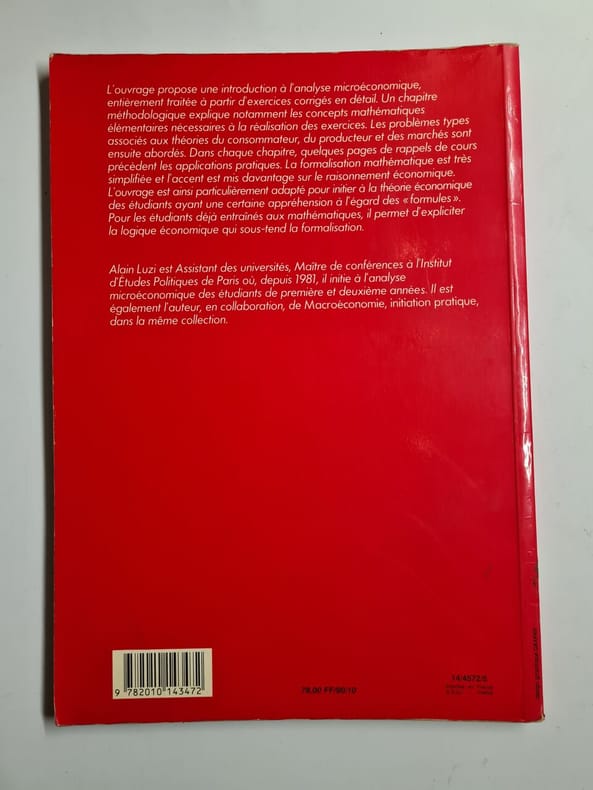 L'ouvrage propose une introduction à l'analyse microéconomique,
entièrement traitée à partir d'exercices corrigés en détail. Un chapitre
méthodologique explique notamment les concepts mathématiques
élémentaires nécessaires à la réalisation des exercices. Les problèmes types
associés aux théories du consommateur, du producteur et des marchés sont
ensuite abordés. Dans chaque chapitre, quelques pages de rappels de cours
précèdent les applications pratiques. La formalisation mathématique est très
simplifiée et l'accent est mis davantage sur le raisonnement économique.
L'ouvrage est ainsi particulièrement adapté pour initier à la théorie économique
des étudiants ayant une certaine appréhension à l'égard des « formules ».
Pour les étudiants déjà entraînés aux mathématiques, il permet d'expliciter
la logique économique qui sous-tend la formalisation.
Alain Luzi est Assistant des universités, Maître de conférences à l'Institut
d'Études Politiques de Paris où, depuis 1981, il initie à l'analyse
microéconomique des étudiants de première et deuxième années. Il est
également l'auteur, en collaboration, de Macroéconomie, initiation pratique,
dans la même collection.
9 782010 143472
78,00 FF/90/10
14/4572/5